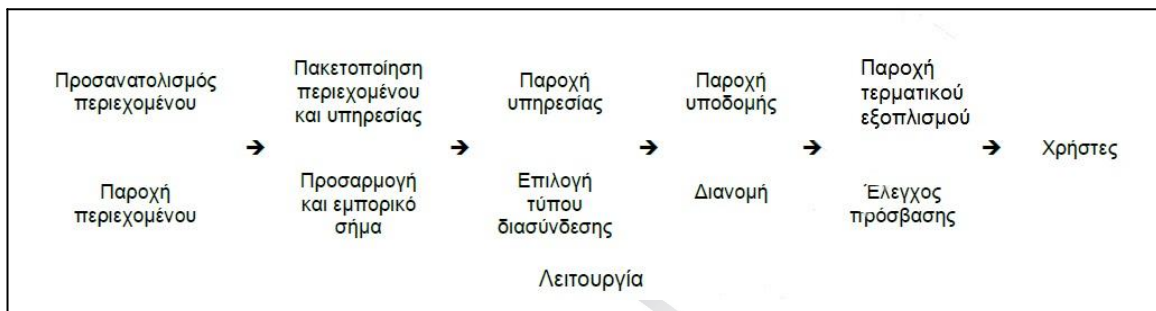 Προσανατολισμός
περιεχομένου
Πακετοποίηση
περιεχομένου
και υπηρεσίας
Παροχή
υπηρεσίας
Παροχή
υποδομής
Παροχή
τερματικού
εξοπλισμού
➔ ➔ ➔ ➔ ➔ Χρήστες
Παροχή
περιεχομένου
Προσαρμογή
και εμπορικό
σήμα
Επιλογή
τύπου
διασύνδεσης
Διανομή
Έλεγχος
πρόσβασης
Λειτουργία